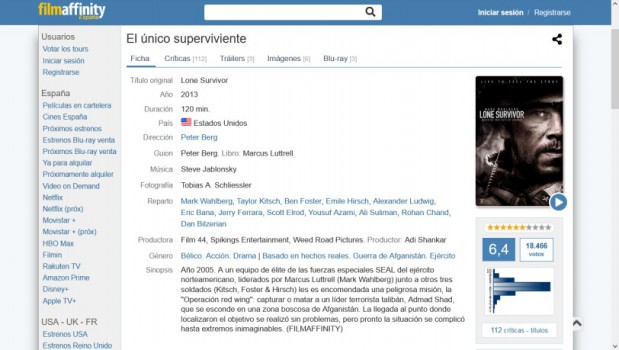 filmaffinity
España
Iniciar sesión / Registrarse
Usuarios
Votar los tours
Iniciar sesión
Registrarse
España
Películas en cartelera
Cines España
Próximos estrenos
Estrenos Blu-ray venta
Próximos Blu-ray venta
Ya para alquilar
Próximamente alquiler
Video on Demand
Netflix
Netflix (próx)
Movistar +
Movistar + (próx)
HBO Max
Filmin
Rakuten TV
Amazon Prime
Disney+
Apple TV+
USA - UK - FR
Estrenos USA
Estrenos Reino Unido
El único superviviente
Ficha Críticas [112] Tráilers [3] Imágenes [6] Blu-ray [3]
Título original Lone Survivor
Año 2013
Duración 120 min.
País Estados Unidos
Dirección Peter Berg
Guion Peter Berg. Libro: Marcus Luttrell
Música Steve Jablonsky
Fotografía Tobias A. Schliessler
Reparto Mark Wahlberg, Taylor Kitsch, Ben Foster, Emile Hirsch, Alexander Ludwig,
Eric Bana, Jerry Ferrara, Scott Elrod, Yousuf Azami, Ali Suliman, Rohan Chand,
Dan Bilzerian
Productora Film 44, Spikings Entertainment, Weed Road Pictures. Productor: Adi Shankar
Género Bélico. Acción. Drama | Basado en hechos reales. Guerra de Afganistán. Ejército
Sinopsis Año 2005. A un equipo de élite de las fuerzas especiales SEAL del ejército
norteamericano, liderados por Marcus Luttrell (Mark Wahlberg) junto a otros tres
soldados (Kitsch, Foster & Hirsch) les es encomendada una peligrosa misión, la
"Operación red wing": capturar o matar a un líder terrorista talibán, Admad Shad,
que se esconde en una zona boscosa de Afganistán. La llegada al punto donde
localizaron el objetivo se realizó sin problemas, pero pronto la situación se complicó
hasta extremos inimaginables. (FILMAFFINITY)
LIVE TO TELL THE STORY
MARK WAHLBERG
LONE SURVIVOR
6,4
18.466
votos
112 críticas - títulos